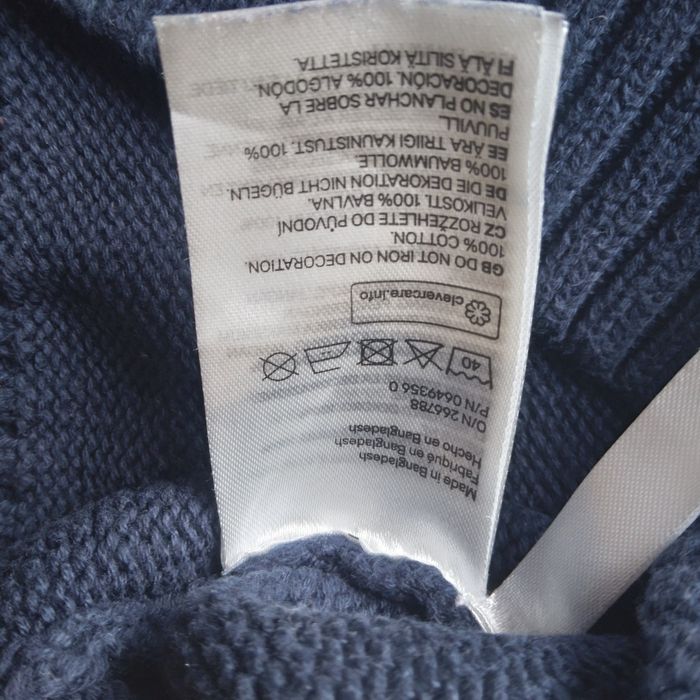 Made in Bangladesh
Fabriqué en Bangladesh
Hecho en Bangladesh
O/N 266788
P/N 0649356 0
40
clevercare.info
GB DO NOT IRON ON DECORATION.
100% COTTON.
CZ ROZŽEHLETE DO PŮVODNÍ
VELIKOSTI. 100% BAVLNA.
DE DIE DEKORATION NICHT BÜGELN.
100% BAUMWOLLE.
EE ÄRA TRIIGI KAUNISTUST. 100%
PUUVILL.
ES NO PLANCHAR SOBRE LA
DECORACIÓN. 100% ALGODÓN.
FI ÄLÄ SILITÄ KORISTETTA.